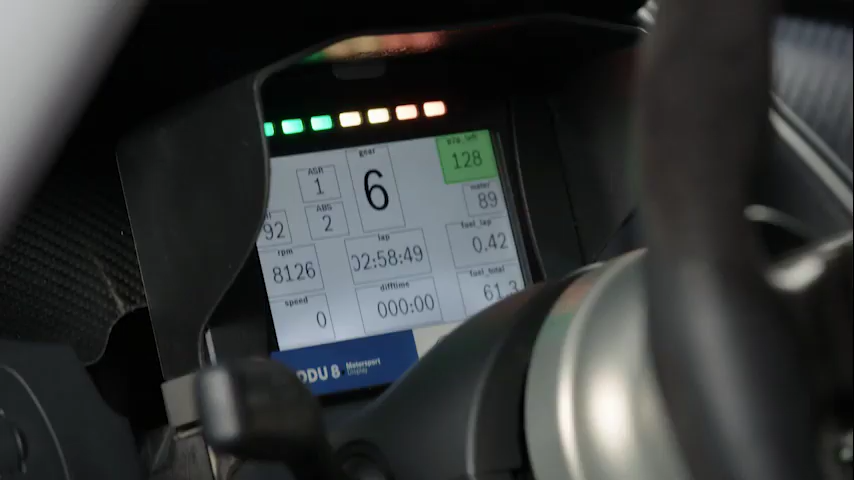 gear
ASR
1
6
128
ABS
2
water
89
92
lap
02:58:49
fuel_lap
0.42
rpm
8126
difftime
000:00
fuel_total
61.3
speed
0
DDU 8 Motorsport
Display